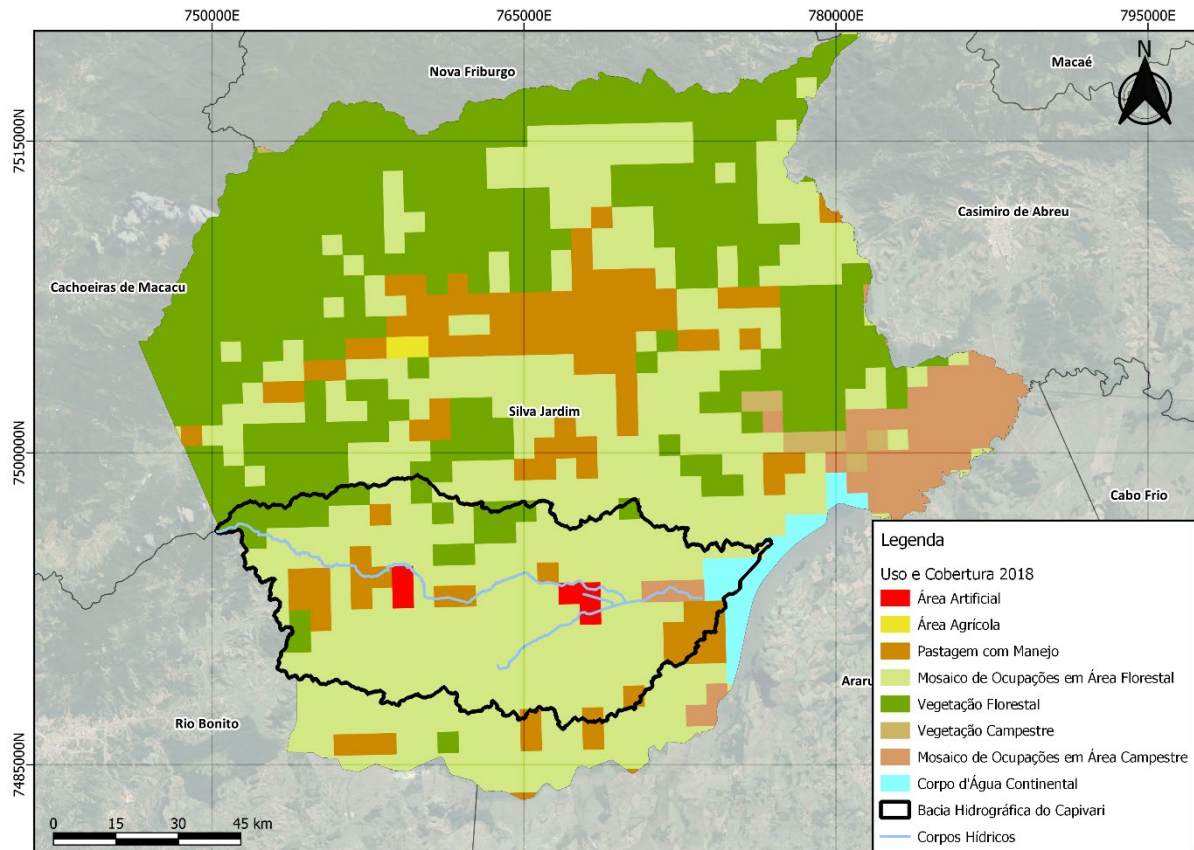 750000E
765000E
780000E
795000E
N
Nova Friburgo
Macaé
7515000N
Casimiro de Abreu
Cachoeiras de Macacu
Silva Jardim
7500000N
Cabo Frio
Legenda
Uso e Cobertura 2018
Área Artificial
Área Agrícola
Pastagem com Manejo
Mosaico de Ocupações em Área Florestal
Vegetação Florestal
Vegetação Campestre
Mosaico de Ocupações em Área Campestre
Corpo d'Água Continental
Bacia Hidrográfica do Capivari
Corpos Hídricos
Araru
Rio Bonito
7485000N
0 15 30 45 km